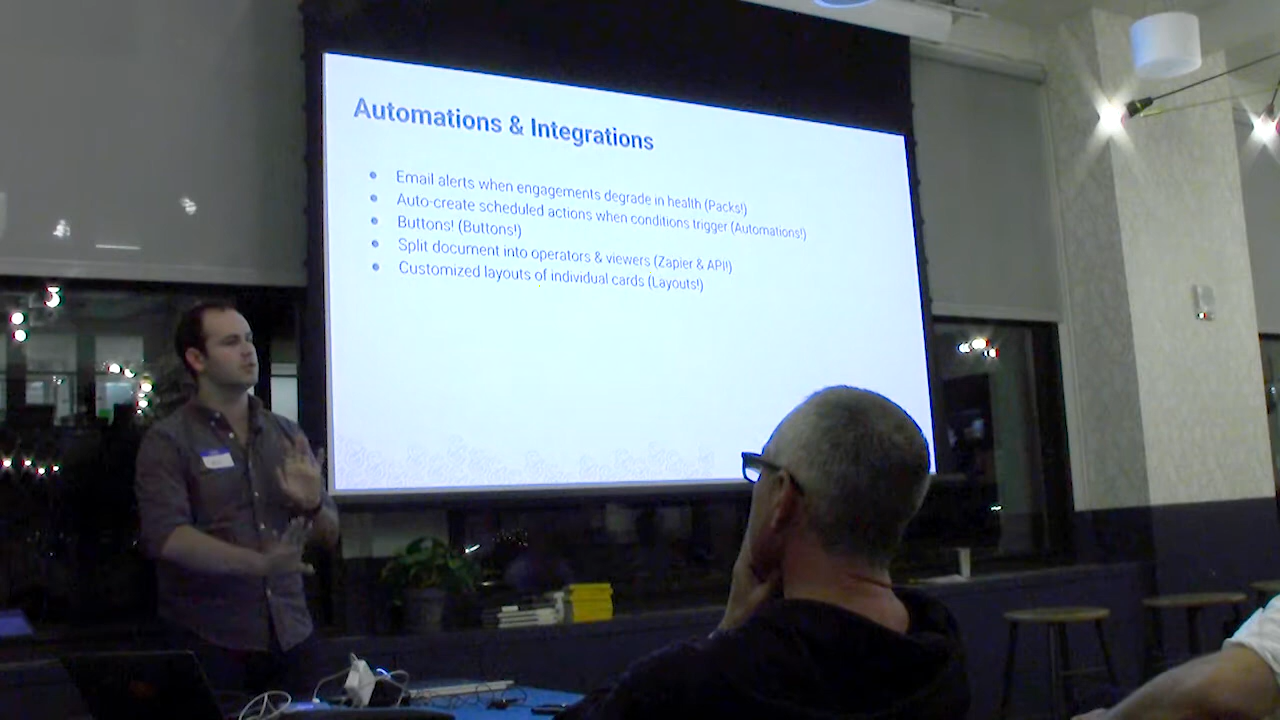 Automations & Integrations
Email alerts when engagements degrade in health (Packs!)
Auto-create scheduled actions when conditions trigger (Automations!)
Buttons! (Buttons!)
Split document into operators & viewers (Zapier & API!)
Customized layouts of individual cards (Layouts!)